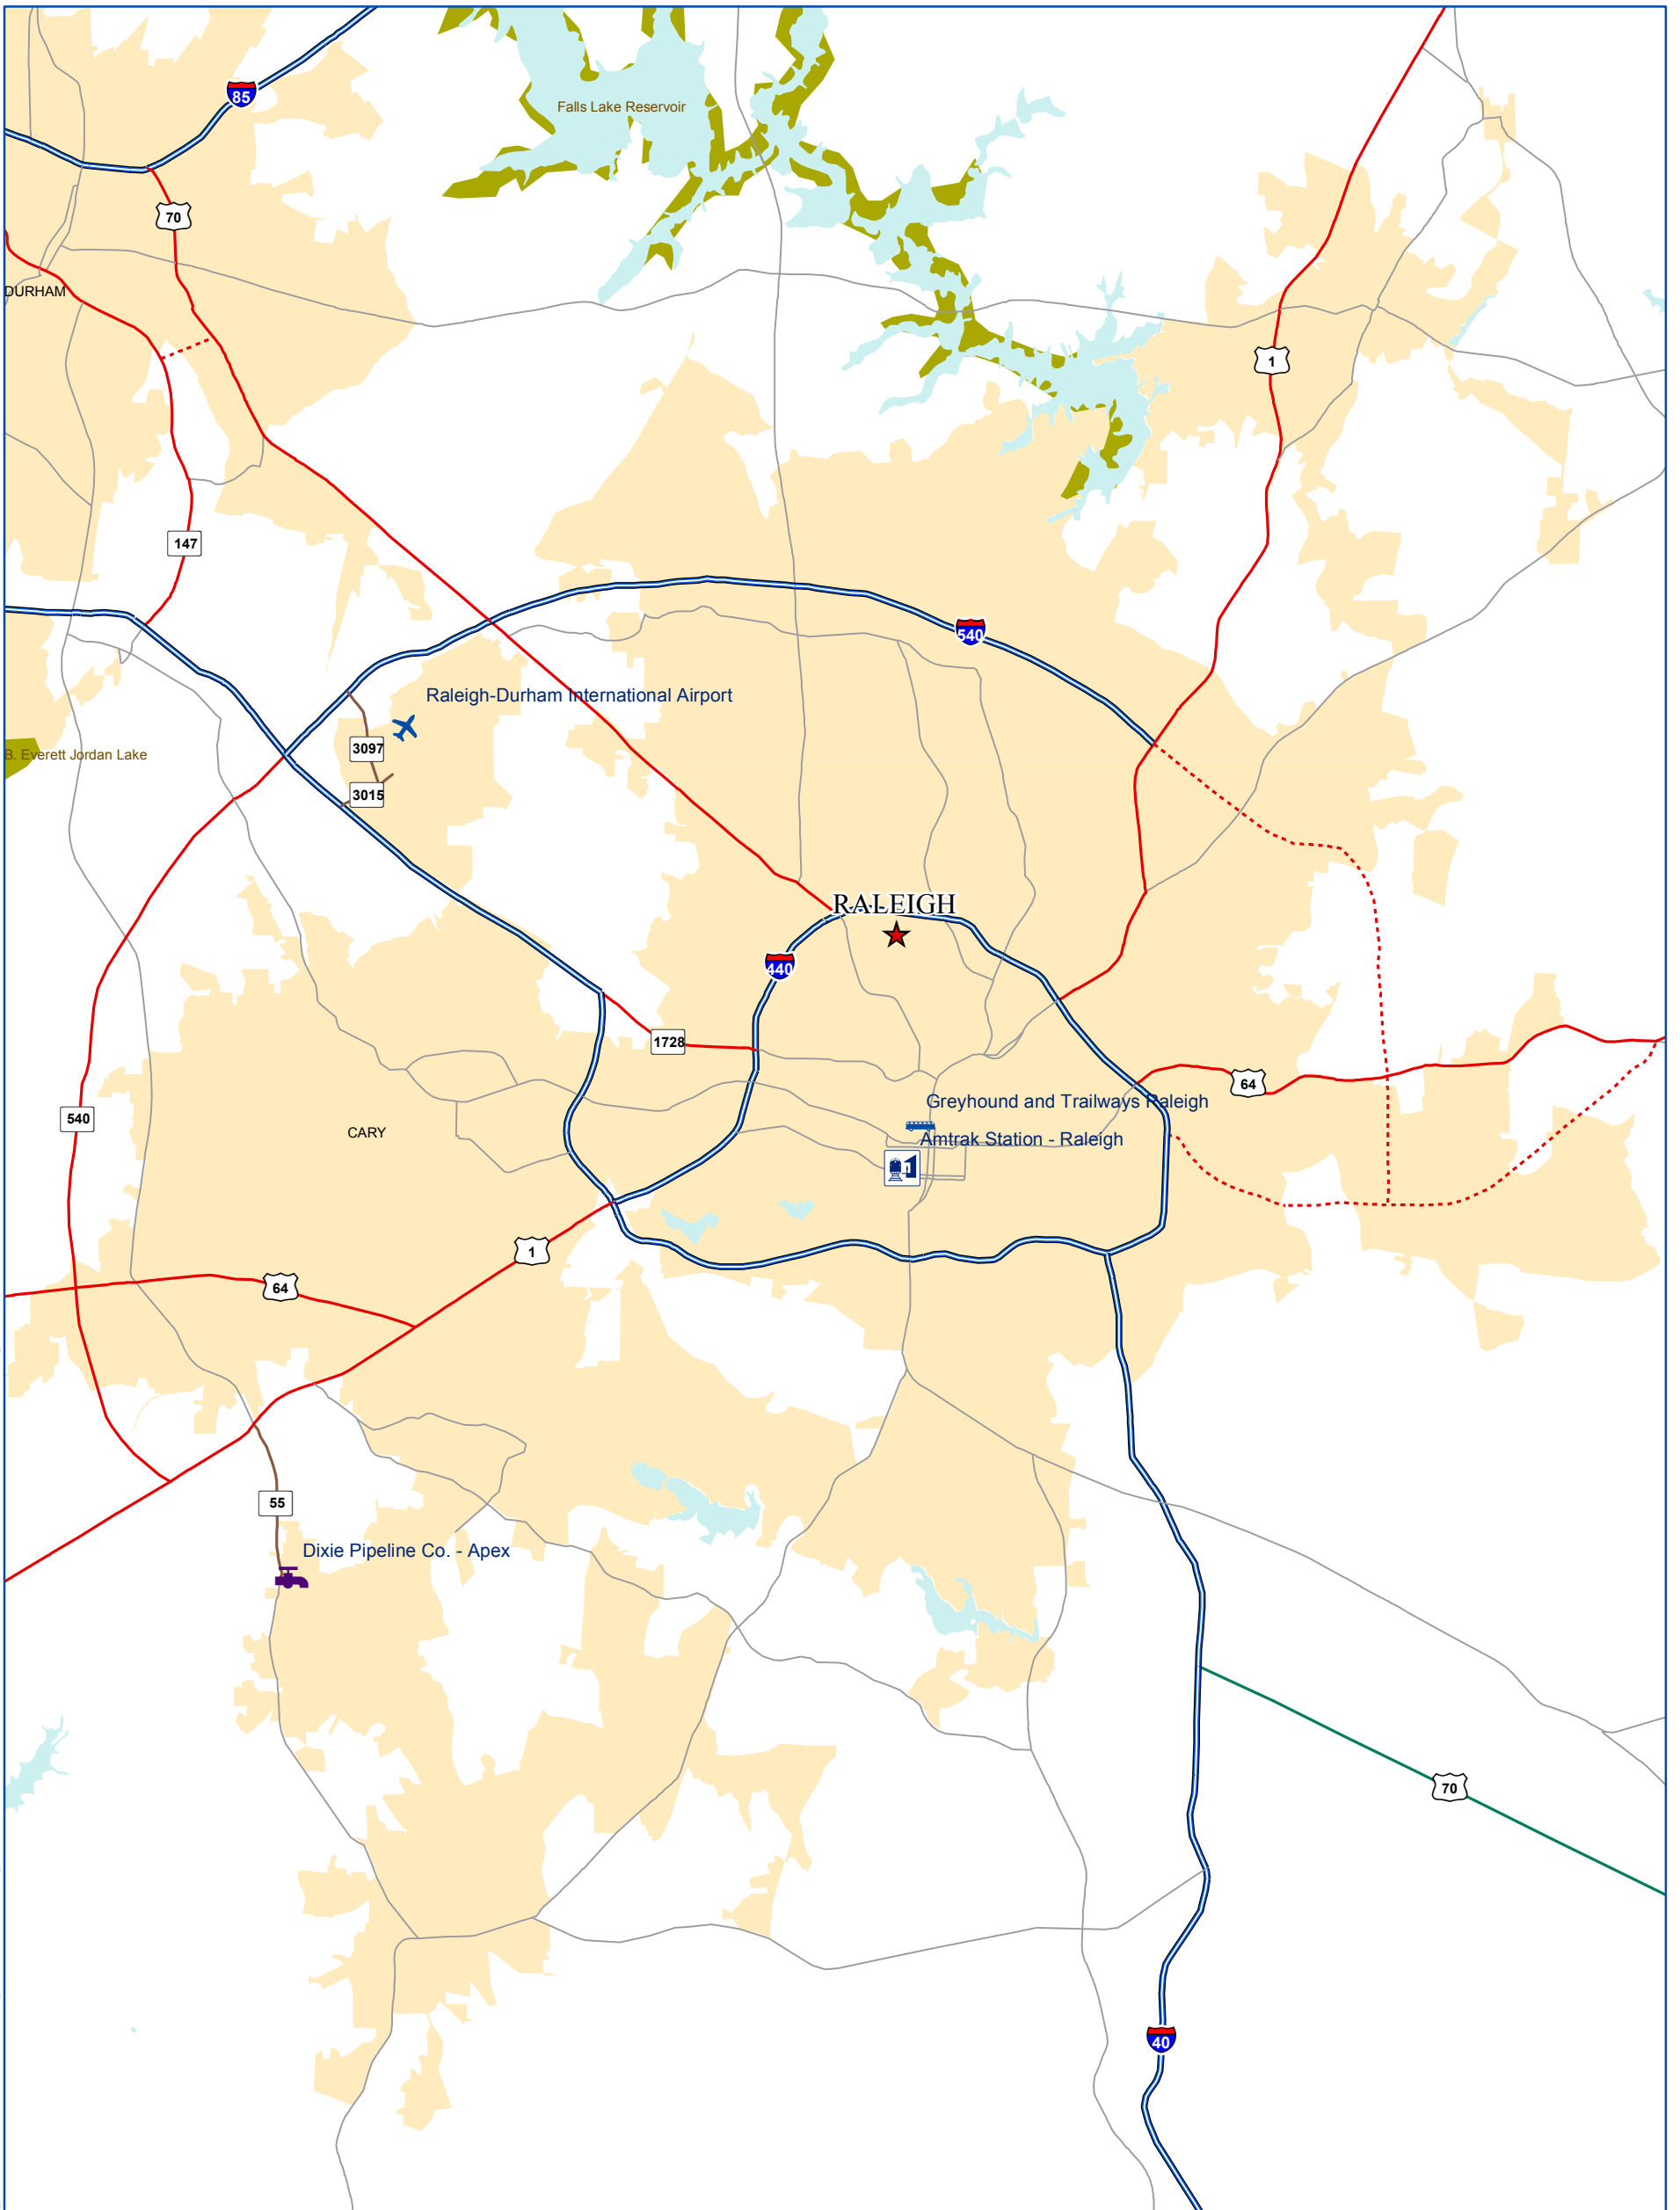 85
Falls Lake Reservoir
70
DURHAM
1
147
540
Raleigh-Durham International Airport
3097
B. Everett Jordan Lake
3015
RALEIGH
440
1728
64
Greyhound and Trailways Raleigh
540
CARY
Amtrak Station - Raleigh
1
64
55
Dixie Pipeline Co. - Apex
70
40